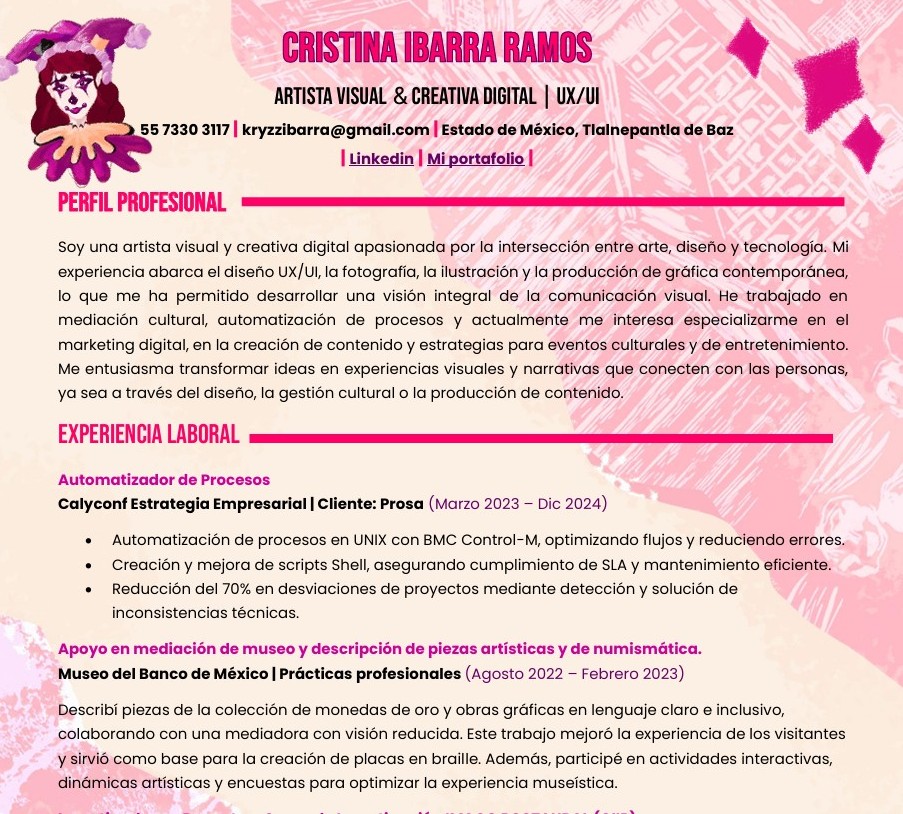 CRISTINA IBARRA RAMOS
ARTISTA VISUAL & CREATIVA DIGITAL | UX/UI
55 7330 3117 | kryzzibarra@gmail.com | Estado de México, Tlalnepantla de Baz
| Linkedin | Mi portafolio |
PERFIL PROFESIONAL
Soy una artista visual y creativa digital apasionada por la intersección entre arte, diseño y tecnología. Mi
experiencia abarca el diseño UX/UI, la fotografía, la ilustración y la producción de gráfica contemporánea,
lo que me ha permitido desarrollar una visión integral de la comunicación visual. He trabajado en
mediación cultural, automatización de procesos y actualmente me interesa especializarme en el
marketing digital, en la creación de contenido y estrategias para eventos culturales y de entretenimiento.
Me entusiasma transformar ideas en experiencias visuales y narrativas que conecten con las personas,
ya sea a través del diseño, la gestión cultural o la producción de contenido.
EXPERIENCIA LABORAL
Automatizador de Procesos
Calyconf Estrategia Empresarial | Cliente: Prosa (Marzo 2023 – Dic 2024)
• Automatización de procesos en UNIX con BMC Control-M, optimizando flujos y reduciendo errores.
• Creación y mejora de scripts Shell, asegurando cumplimiento de SLA y mantenimiento eficiente.
• Reducción del 70% en desviaciones de proyectos mediante detección y solución de
inconsistencias técnicas.
Apoyo en mediación de museo y descripción de piezas artísticas y de numismática.
Museo del Banco de México | Prácticas profesionales (Agosto 2022 – Febrero 2023)
Describí piezas de la colección de monedas de oro y obras gráficas en lenguaje claro e inclusivo,
colaborando con una mediadora con visión reducida. Este trabajo mejoró la experiencia de los visitantes
y sirvió como base para la creación de placas en braille. Además, participé en actividades interactivas,
dinámicas artísticas y encuestas para optimizar la experiencia museística.